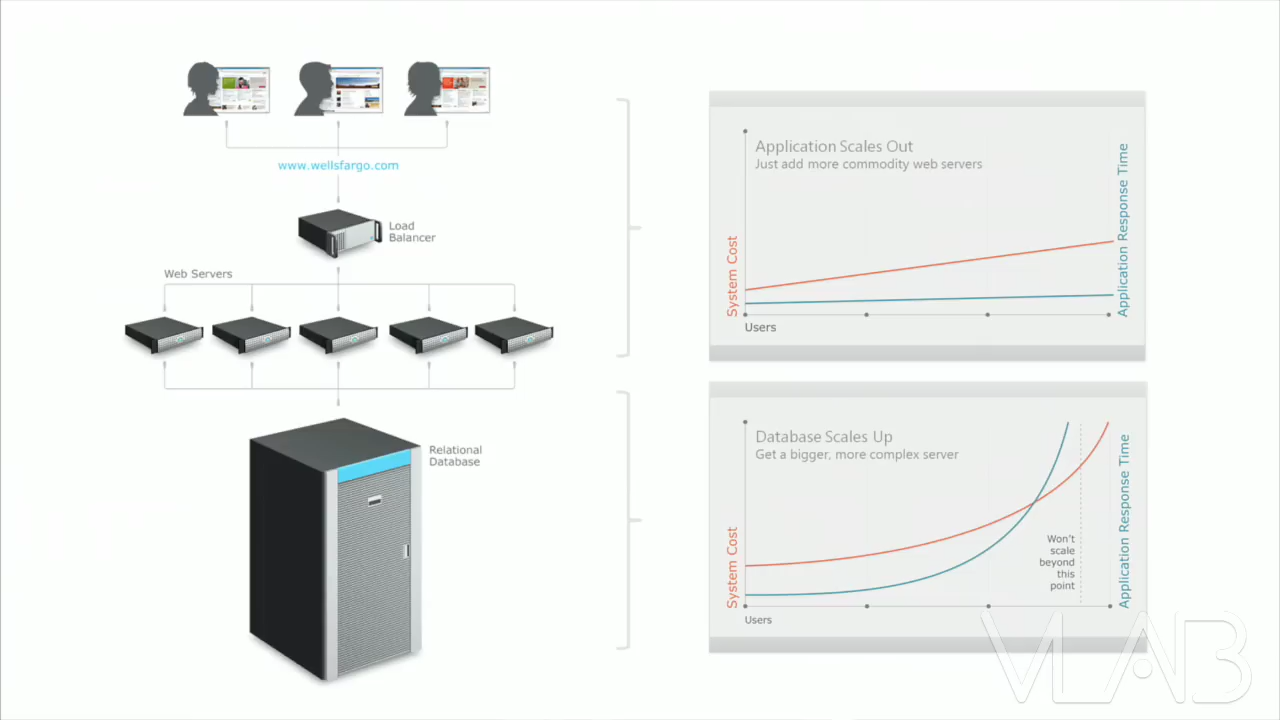 www.wellsfargo.com
Load
Balancer
Web Servers
Relational
Database
Application Scales Out
Just add more commodity web servers
System Cost
Application Response Time
Users
Database Scales Up
Get a bigger, more complex server
System Cost
Application Response Time
Won't
scale
beyond
this
point
Users
VLAB